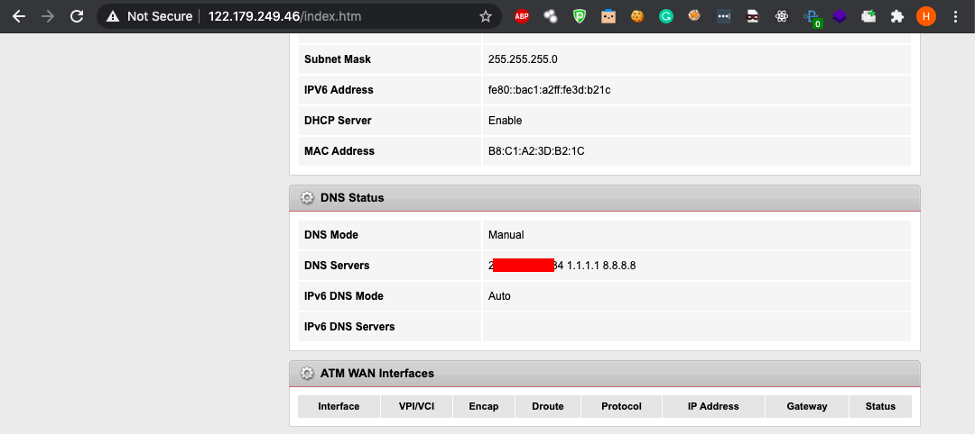 Not Secure | 122.179.249.46/index.htm ABP G 0 H
Subnet Mask 255.255.255.0
IPV6 Address fe80::bac1:a2ff:fe3d:b21c
DHCP Server Enable
MAC Address B8:C1:A2:3D:B2:1C
DNS Status
DNS Mode Manual
DNS Servers 2 34 1.1.1.1 8.8.8.8
IPv6 DNS Mode Auto
IPv6 DNS Servers
ATM WAN Interfaces
Interface VPI/VCI Encap Droute Protocol IP Address Gateway Status